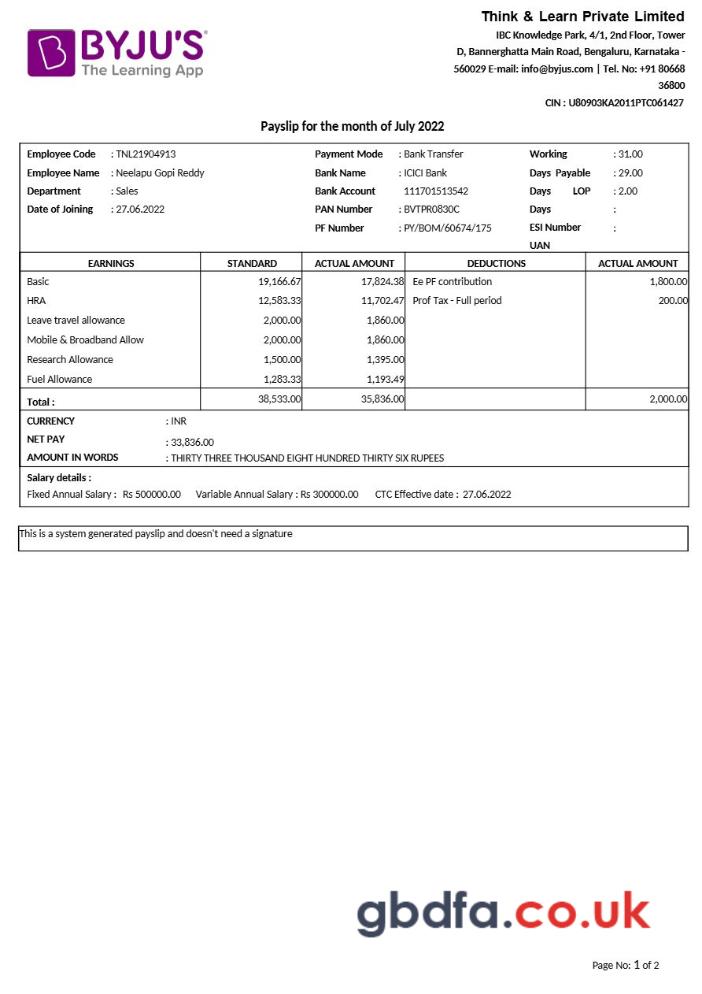 BYJU'S
The Learning App
Think & Learn Private Limited
IBC Knowledge Park, 4/1, 2nd Floor, Tower
D, Bannerghatta Main Road, Bengaluru, Karnataka -
560029 E-mail: info@byjus.com | Tel. No: +91 80668
36800
CIN : U80903KA2011PTC061427
Payslip for the month of July 2022
Employee Code : TNL21904913 Payment Mode : Bank Transfer Working : 31.00
Employee Name : Neelapu Gopi Reddy Bank Name : ICICI Bank Days Payable : 29.00
Department : Sales Bank Account 111701513542 Days LOP : 2.00
Date of Joining : 27.06.2022 PAN Number : BVTPR0830C Days :
PF Number : PY/BOM/60674/175 ESI Number :
UAN
EARNINGS STANDARD ACTUAL AMOUNT DEDUCTIONS ACTUAL AMOUNT
Basic 19,166.67 17,824.38 Ee PF contribution 1,800.00
HRA 12,583.33 11,702.47 Prof Tax - Full period 200.00
Leave travel allowance 2,000.00 1,860.00
Mobile & Broadband Allow 2,000.00 1,860.00
Research Allowance 1,500.00 1,395.00
Fuel Allowance 1,283.33 1,193.49
Total : 38,533.00 35,836.00 2,000.00
CURRENCY : INR
NET PAY : 33,836.00
AMOUNT IN WORDS : THIRTY THREE THOUSAND EIGHT HUNDRED THIRTY SIX RUPEES
Salary details :
Fixed Annual Salary : Rs 500000.00 Variable Annual Salary : Rs 300000.00 CTC Effective date : 27.06.2022
This is a system generated payslip and doesn't need a signature
gbdfa.co.uk
Page No: 1 of 2